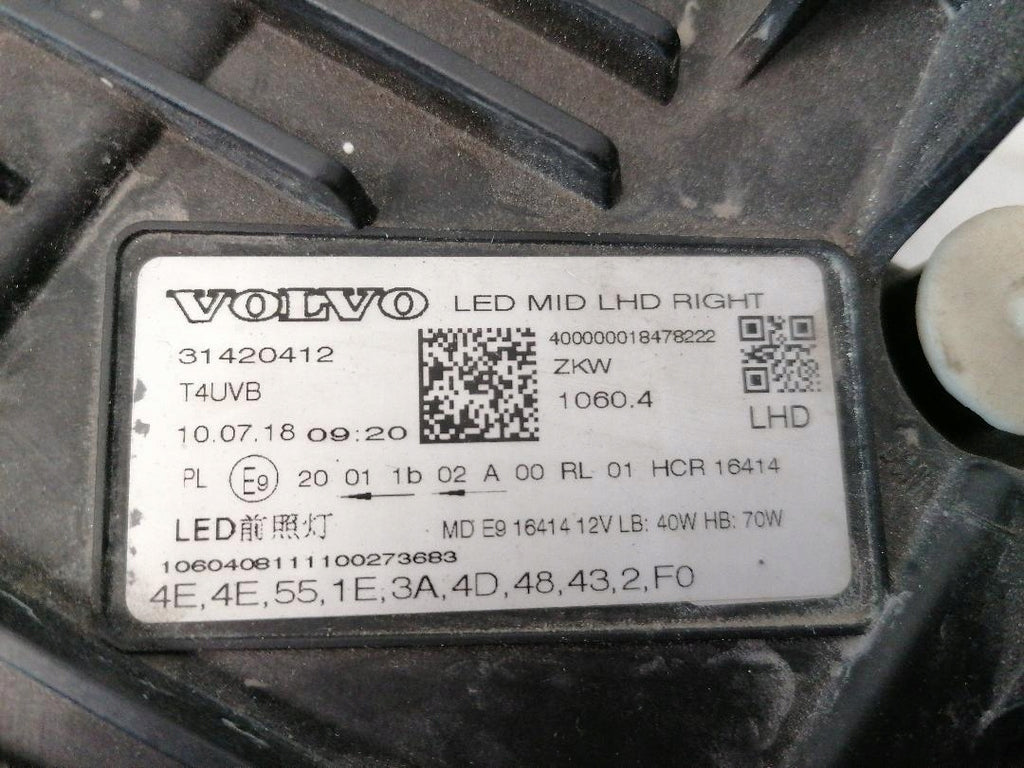 VOLVO LED MID LHD RIGHT
31420412
T4UVB
10.07.18 09:20
400000018478222
ZKW
1060.4
LHD
PL E9 20 01 1b 02 A 00 RL 01 HCR 16414
LED前照灯 MD E9 16414 12V LB: 40W HB: 70W
1060408111100273683
4E,4E,55,1E,3A,4D,48,43,2,F0